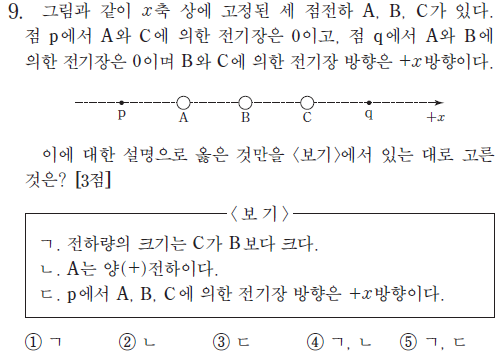 9. 그림과 같이 x축 상에 고정된 세 점전하 A, B, C가 있다.
점 p에서 A와 C에 의한 전기장은 0이고, 점 q에서 A와 B에
의한 전기장은 0이며 B와 C에 의한 전기장 방향은 +x방향이다.
p A B C q +x
이에 대한 설명으로 옳은 것만을 <보기>에서 있는 대로 고른
것은? [3점]
<보 기>
ㄱ. 전하량의 크기는 C가 B보다 크다.
ㄴ. A는 양(+)전하이다.
ㄷ. p에서 A, B, C에 의한 전기장 방향은 +x방향이다.
① ㄱ ② ㄴ ③ ㄷ ④ ㄱ, ㄴ ⑤ ㄱ, ㄷ